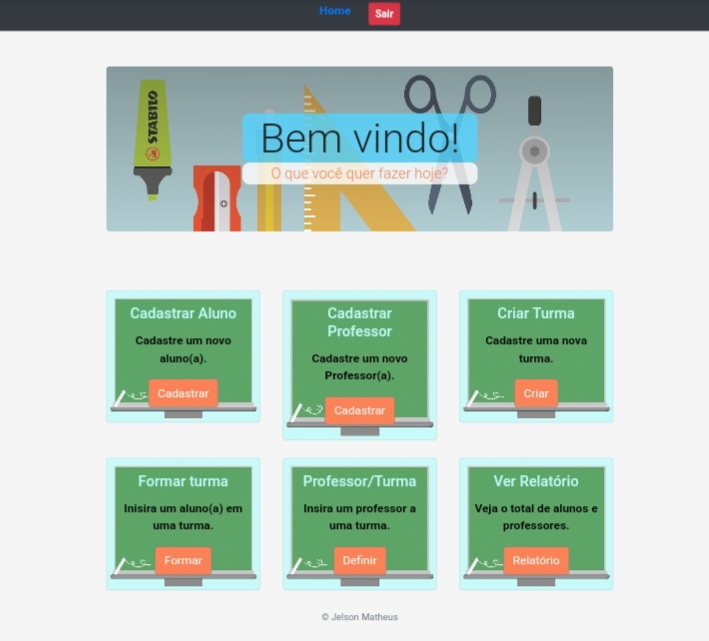 Home
Sair
STABILO
Bem vindo!
O que você quer fazer hoje?
Cadastrar Aluno
Cadastre um novo
aluno(a).
Cadastrar
Cadastrar
Professor
Cadastre um novo
Professor(a).
Cadastrar
Criar Turma
Cadastre uma nova
turma.
Criar
Formar turma
Inisira um aluno(a) em
uma turma.
Formar
Professor/Turma
Insira um professor a
uma turma.
Definir
Ver Relatório
Veja o total de alunos e
professores.
Relatório
© Jelson Matheus